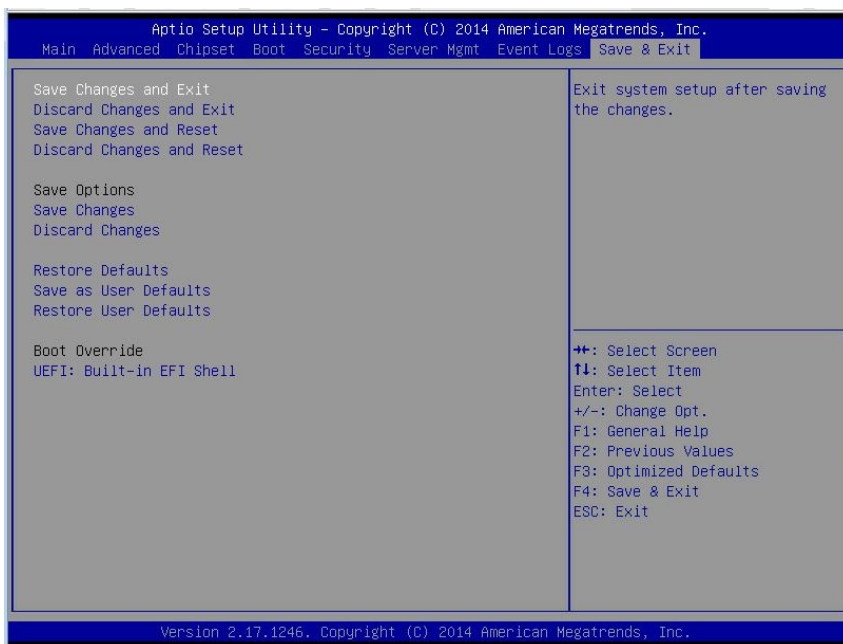 Aptio Setup Utility – Copyright (C) 2014 American Megatrends, Inc.
Main Advanced Chipset Boot Security Server Mgmt Event Logs Save & Exit
Save Changes and Exit
Discard Changes and Exit
Save Changes and Reset
Discard Changes and Reset
Save Options
Save Changes
Discard Changes
Restore Defaults
Save as User Defaults
Restore User Defaults
Boot Override
UEFI: Built-in EFI Shell
Exit system setup after saving
the changes.
→←: Select Screen
↑↓: Select Item
Enter: Select
+/-: Change Opt.
F1: General Help
F2: Previous Values
F3: Optimized Defaults
F4: Save & Exit
ESC: Exit
Version 2.17.1246. Copyright (C) 2014 American Megatrends, Inc.